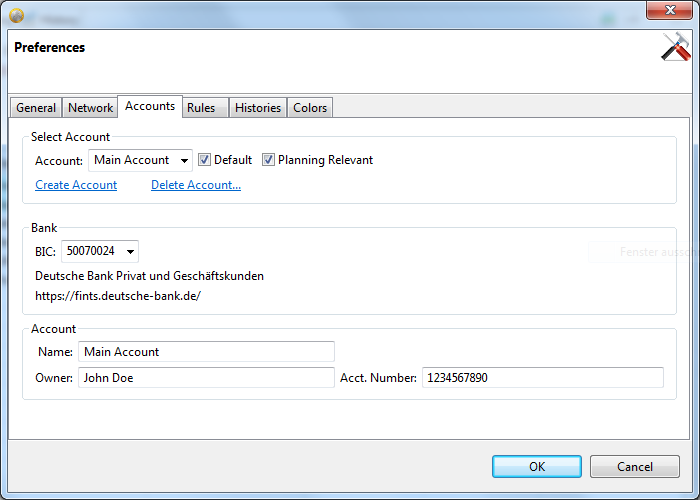 Preferences
General Network Accounts Rules Histories Colors
Select Account
Account: Main Account Default Planning Relevant
Create Account Delete Account...
Bank
BIC: 50070024
Deutsche Bank Privat und Geschäftskunden
https://fints.deutsche-bank.de/
Fenster aussch
Account
Name: Main Account
Owner: John Doe Acct. Number: 1234567890
OK Cancel